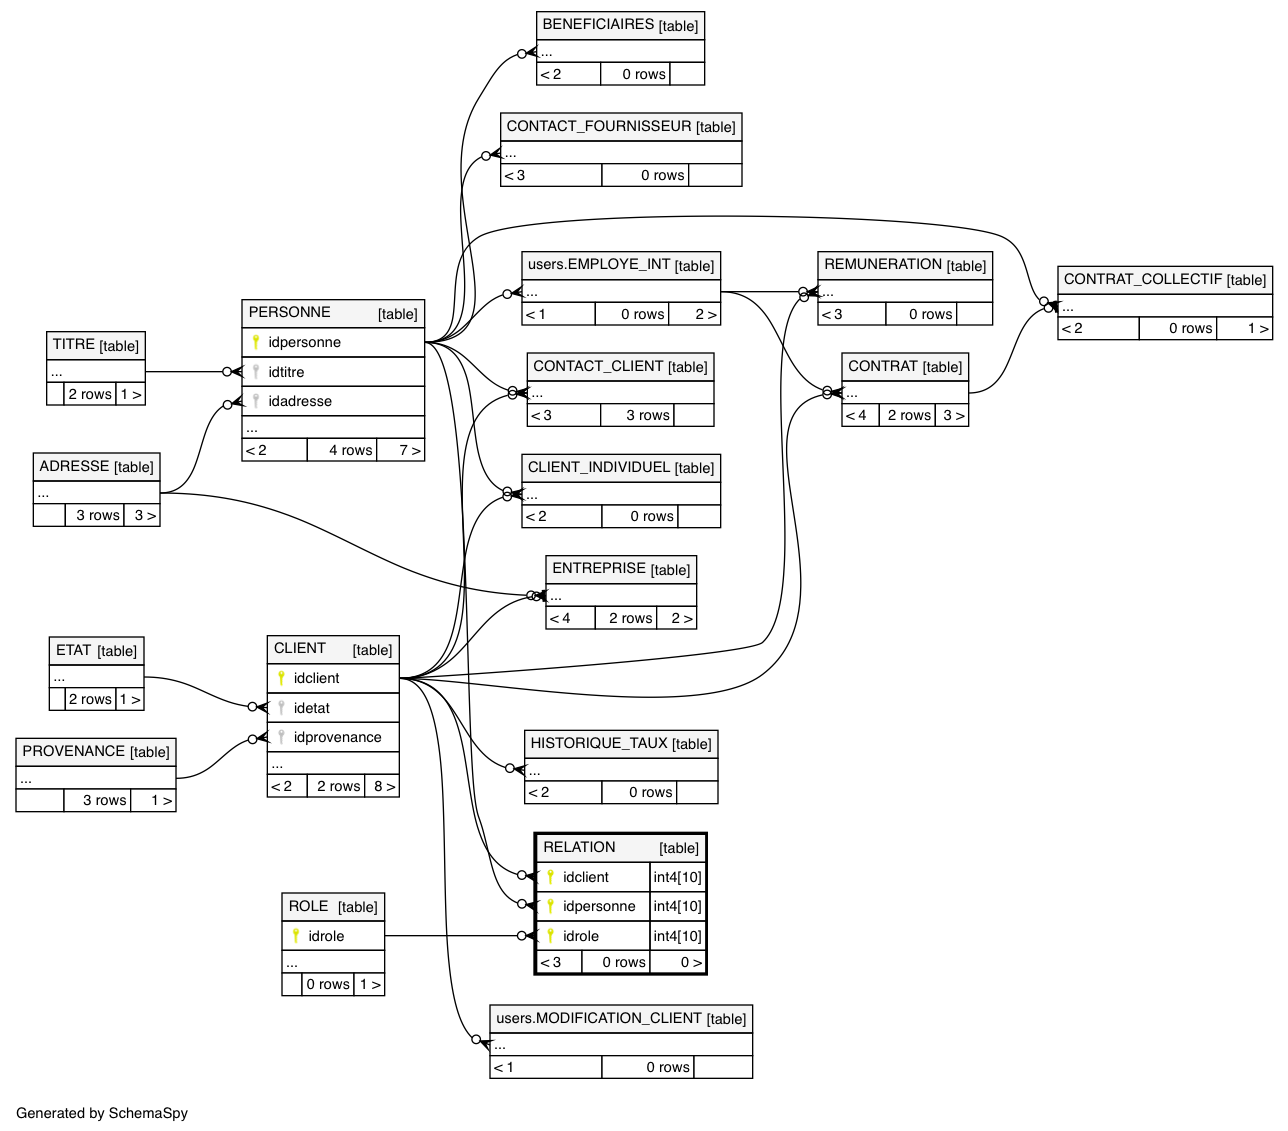 BENEFICIAIRES [table]
...
< 2 0 rows
CONTACT_FOURNISSEUR [table]
...
< 3 0 rows
users.EMPLOYE_INT [table]
...
< 1 0 rows 2 >
REMUNERATION [table]
...
< 3 0 rows
CONTRAT_COLLECTIF [table]
...
< 2 0 rows 1 >
PERSONNE [table]
idpersonne
idtitre
idadresse
...
< 2 4 rows 7 >
TITRE [table]
...
2 rows 1 >
CONTACT_CLIENT [table]
...
< 3 3 rows
CONTRAT [table]
...
< 4 2 rows 3 >
ADRESSE [table]
...
3 rows 3 >
CLIENT_INDIVIDUEL [table]
...
< 2 0 rows
ENTREPRISE [table]
...
< 4 2 rows 2 >
ETAT [table]
...
2 rows 1 >
CLIENT [table]
idclient
idetat
idprovenance
...
< 2 2 rows 8 >
PROVENANCE [table]
...
3 rows 1 >
HISTORIQUE_TAUX [table]
...
< 2 0 rows
RELATION [table]
idclient int4[10]
idpersonne int4[10]
idrole int4[10]
< 3 0 rows 0 >
ROLE [table]
idrole
...
0 rows 1 >
users.MODIFICATION_CLIENT [table]
...
< 1 0 rows
Generated by SchemaSpy